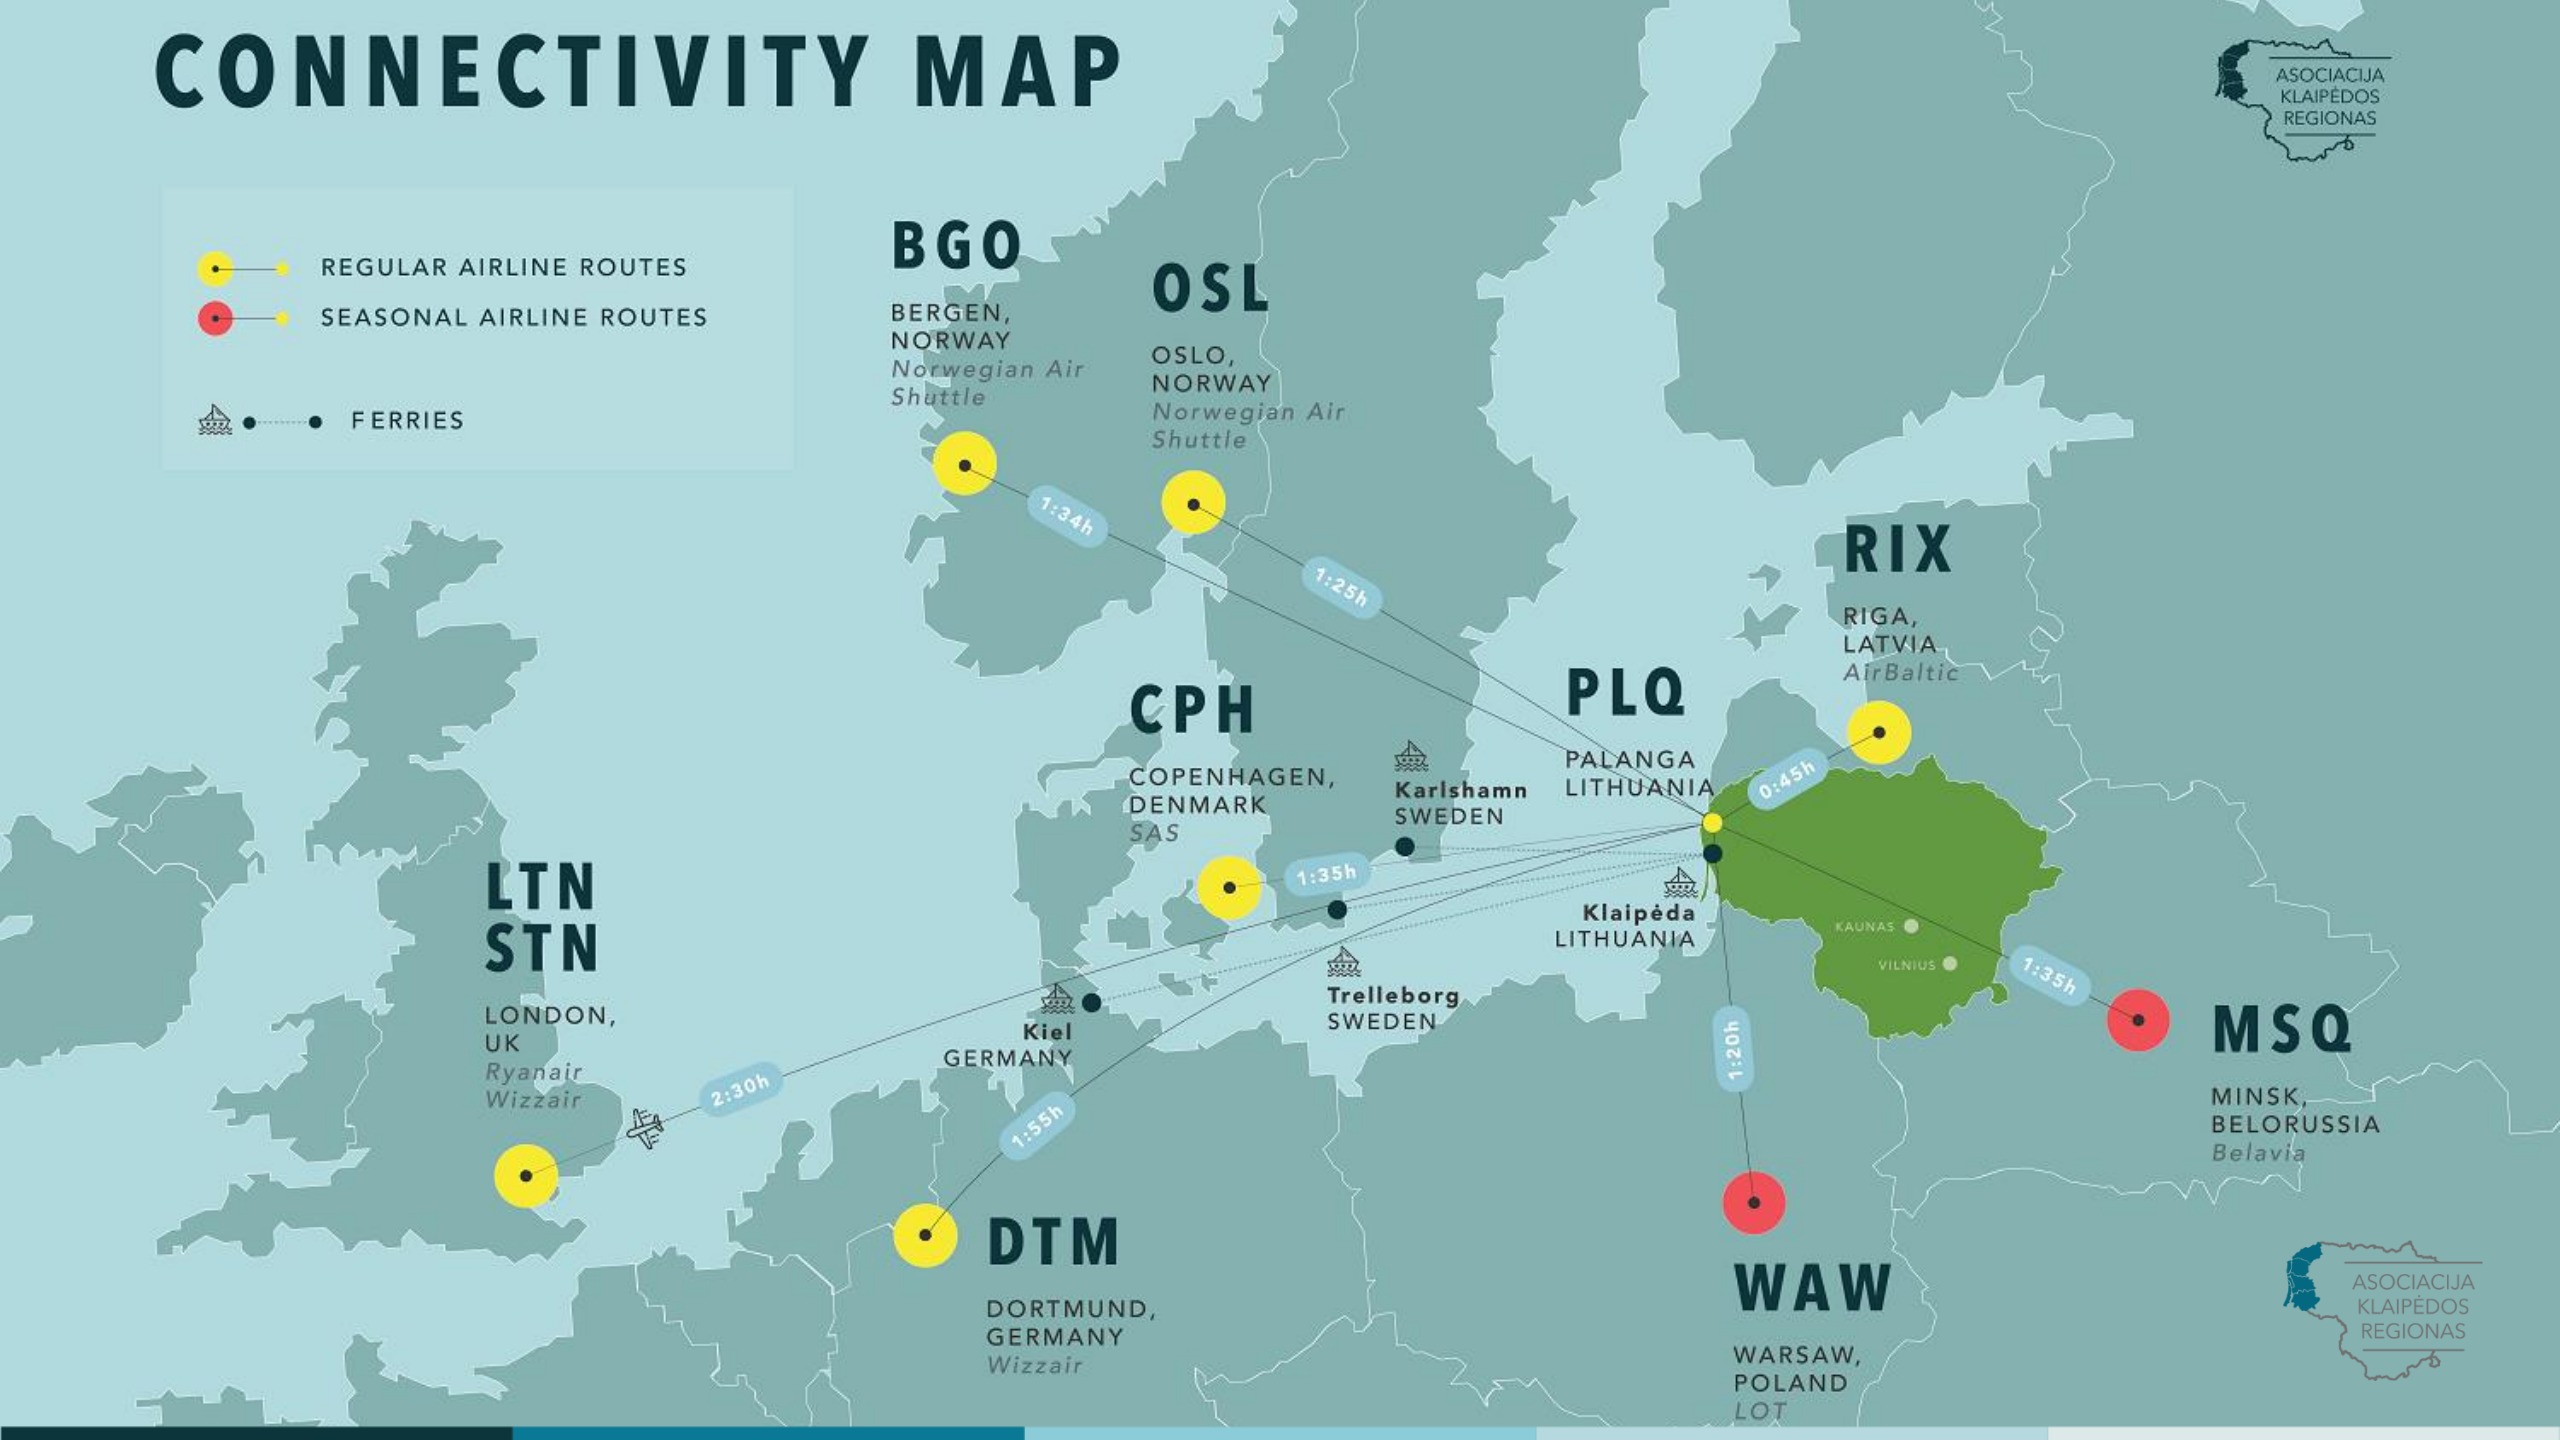 CONNECTIVITY MAP
ASOCIACIJA
KLAIPĖDOS
REGIONAS
REGULAR AIRLINE ROUTES
SEASONAL AIRLINE ROUTES
FERRIES
BGO
BERGEN,
NORWAY
Norwegian Air
Shuttle
OSL
OSLO,
NORWAY
Norwegian Air
Shuttle
1:34h
1:25h
RIX
RIGA,
LATVIA
AirBaltic
CPH
COPENHAGEN,
DENMARK
SAS
Karlshamn
SWEDEN
PLQ
PALANGA
LITHUANIA
0:45h
1:35h
LTN
STN
LONDON,
UK
Ryanair
Wizzair
Klaipėda
LITHUANIA
KAUNAS
VILNIUS
1:35h
Trelleborg
SWEDEN
Kiel
GERMANY
2:30h
1:55h
1:20h
MSQ
MINSK,
BELORUSSIA
Belavia
DTM
DORTMUND,
GERMANY
Wizzair
WAW
WARSAW,
POLAND
LOT
ASOCIACIJA
KLAIPĖDOS
REGIONAS